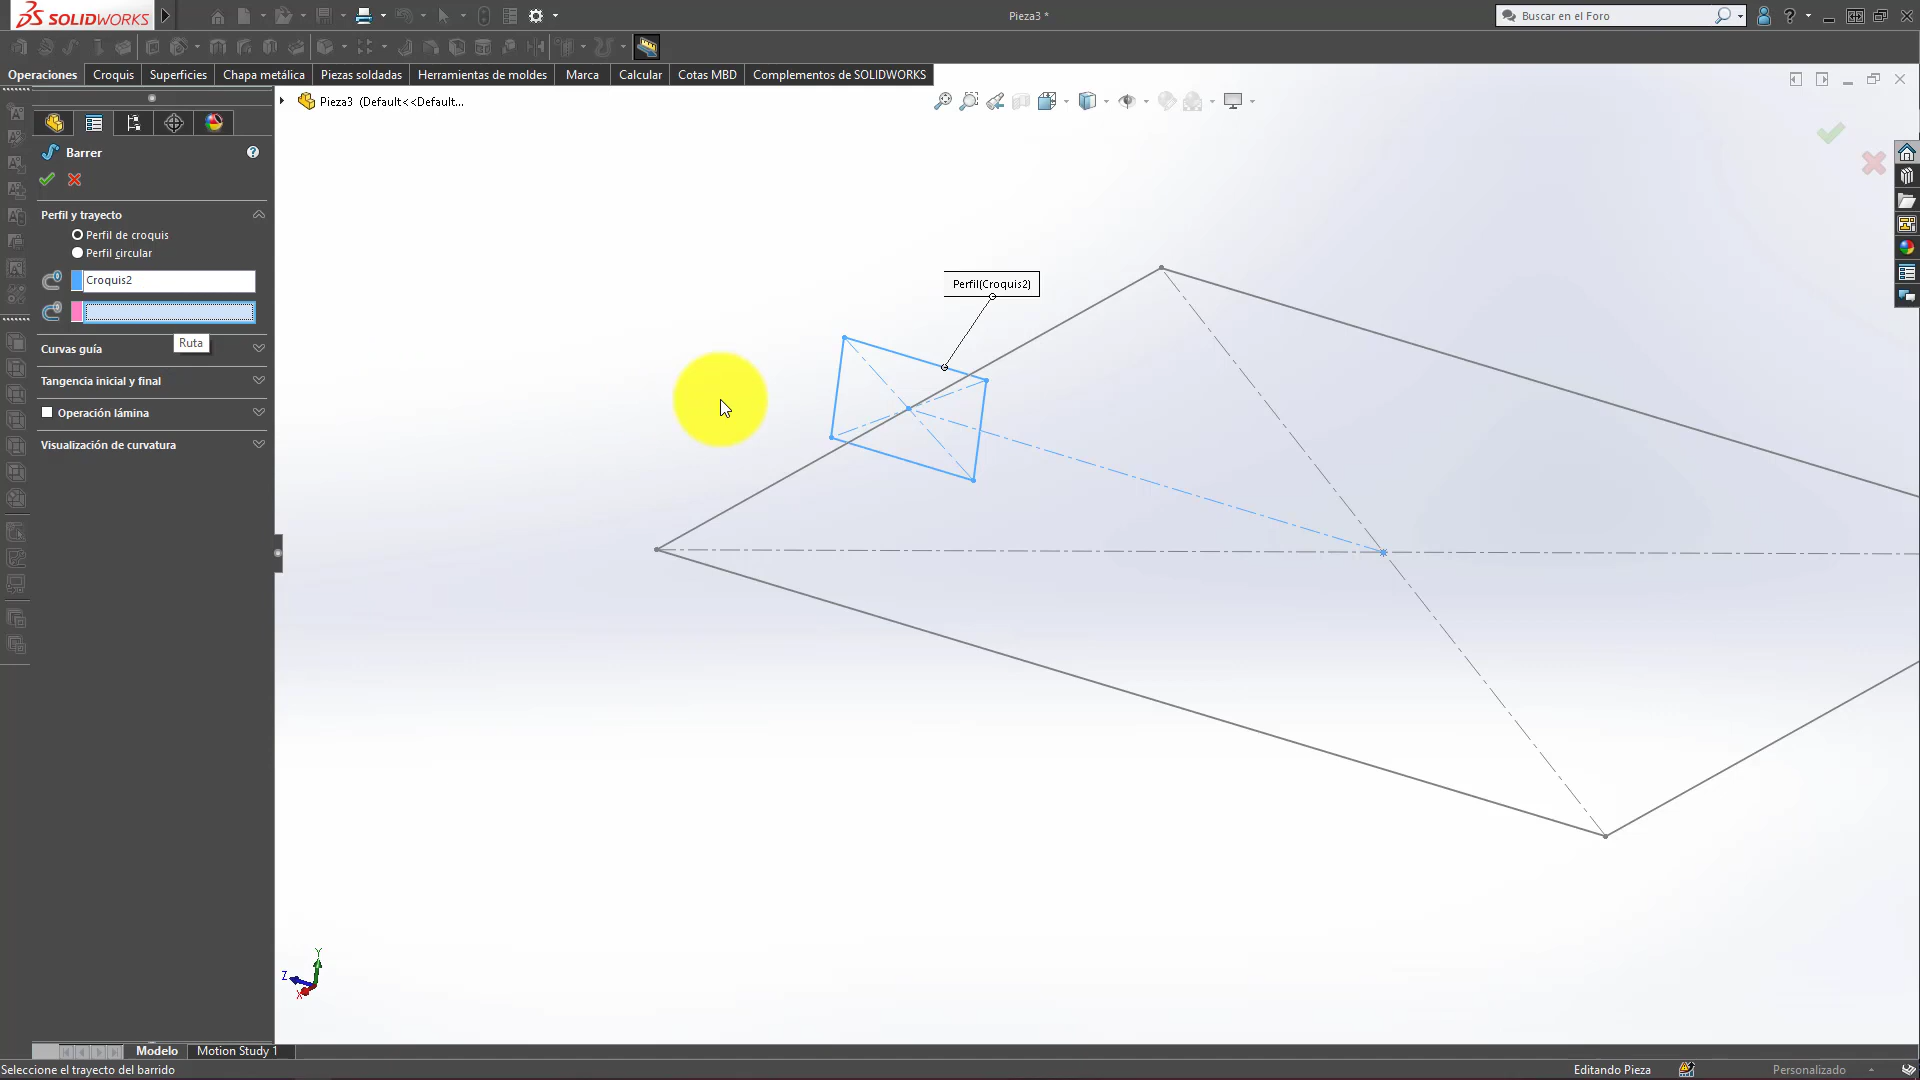 SOLIDWORKS
Pieza3 *
Buscar en el Foro
Operaciones
Croquis
Superficies
Chapa metálica
Piezas soldadas
Herramientas de moldes
Marca
Calcular
Cotas MBD
Complementos de SOLIDWORKS
Pieza3 (Default<<Default...
Barrer
Perfil y trayecto
Perfil de croquis
Perfil circular
Croquis2
Ruta
Curvas guía
Tangencia inicial y final
Operación lámina
Visualización de curvatura
Perfil(Croquis2)
Y
Z
X
Modelo
Motion Study 1
Seleccione el trayecto del barrido
Editando Pieza
Personalizado